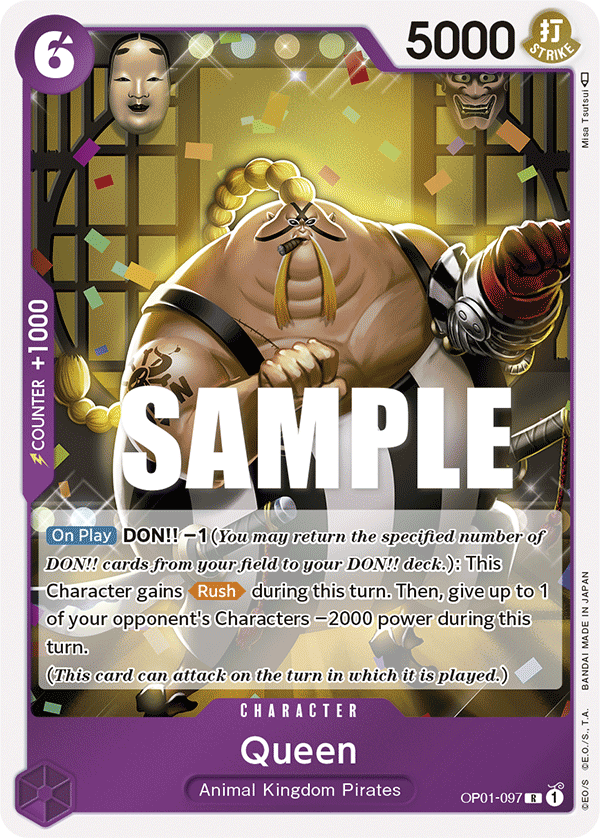 6
5000
打
STRIKE
Misa Tsutsui
COUNTER +1000
SAMPLE
On Play DON!! −1 (You may return the specified number of
DON!! cards from your field to your DON!! deck.): This
Character gains Rush during this turn. Then, give up to 1
of your opponent's Characters −2000 power during this
turn.
(This card can attack on the turn in which it is played.)
CHARACTER
Queen
Animal Kingdom Pirates
OP01-097 R 1
©EO/S ©E.O./S., T.A. BANDAI MADE IN JAPAN